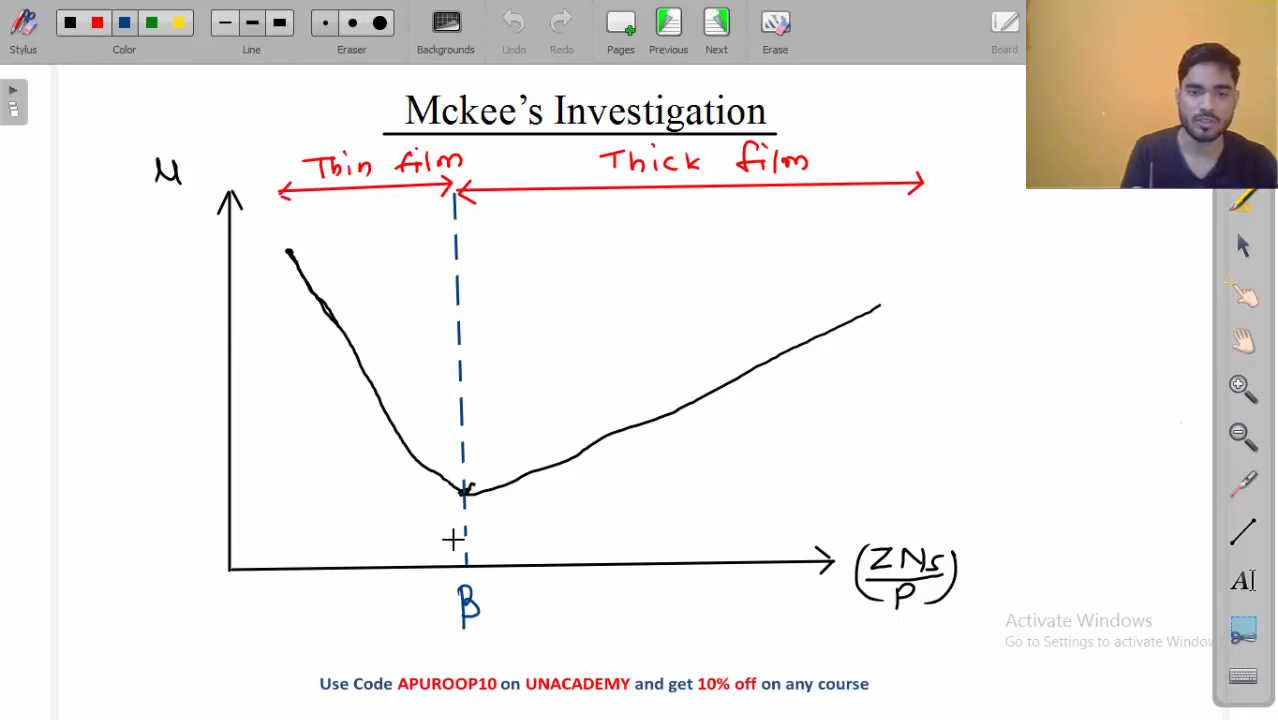 Stylus
Color
Line
Eraser
Backgrounds
Undo
Redo
Pages
Previous
Next
Erase
Board
Mckee's Investigation
Thin film
Thick film
μ
(ZNs/P)
β
Activate Windows
Go to Settings to activate Window
Use Code APUROOP10 on UNACADEMY and get 10% off on any course